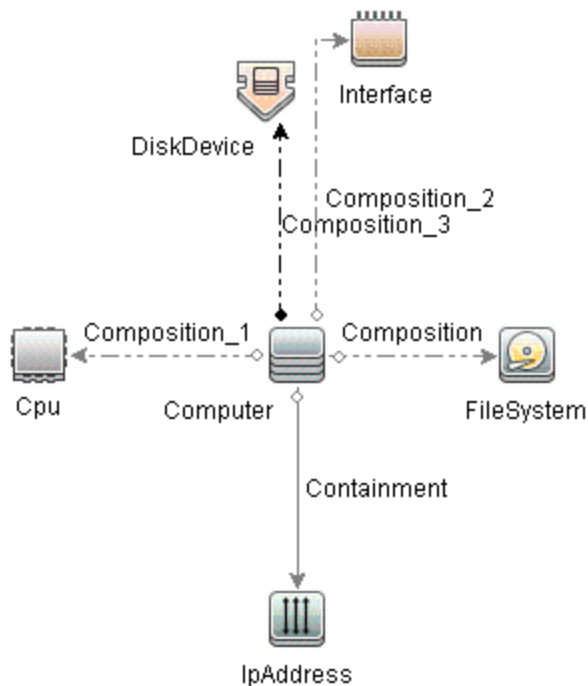 Interface
DiskDevice
Composition_2
Composition_3
Composition_1
Composition
Cpu
Computer
FileSystem
Containment
IpAddress